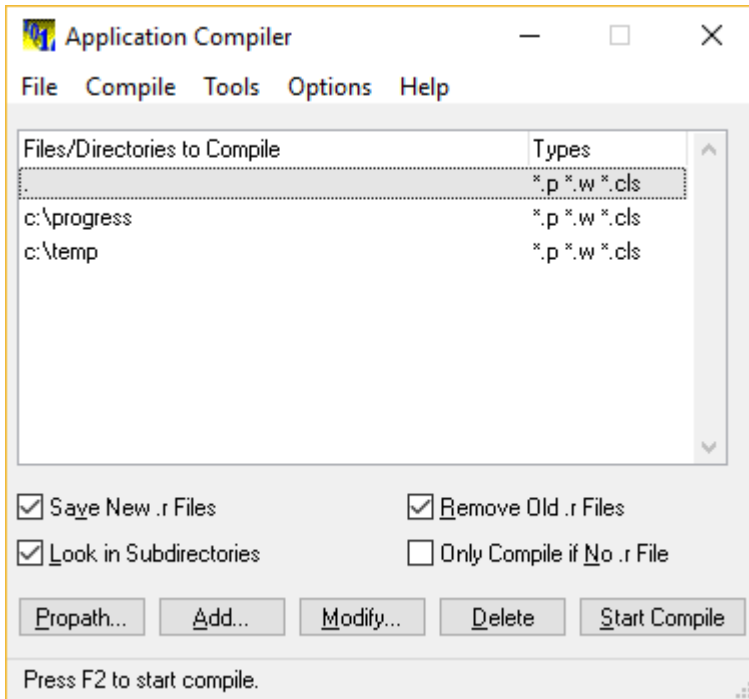 Application Compiler
File Compile Tools Options Help
Files/Directories to Compile Types
. *.p *.w *.cls
c:\progress *.p *.w *.cls
c:\temp *.p *.w *.cls
Save New .r Files Remove Old .r Files
Look in Subdirectories Only Compile if No .r File
Propath... Add... Modify... Delete Start Compile
Press F2 to start compile.